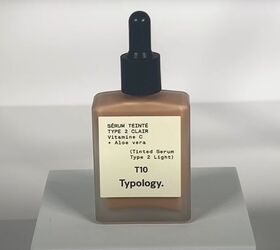 SÉRUM TEINTÉ
TYPE 2 CLAIR
Vitamine C
+ Aloe vera
(Tinted Serum
Type 2 Light)
T10
Typology.